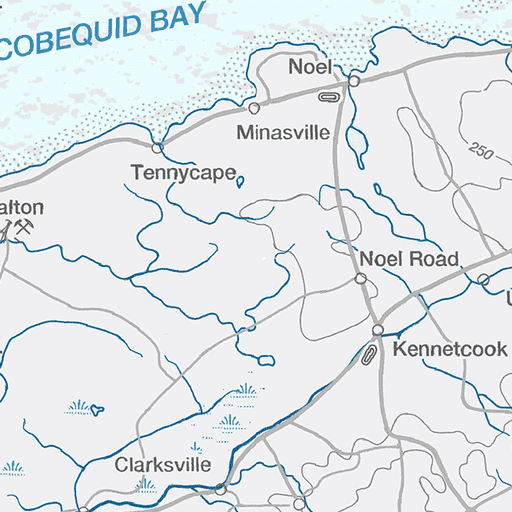 COBEQUID BAY
Noel
Minasville
250
Tennycape
alton
Noel Road
U
Kennetcook
Clarksville